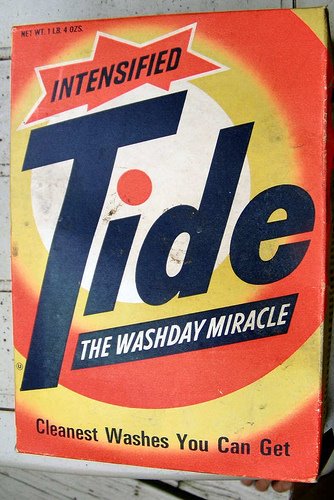 NET WT. 1 LB. 4 OZS.
INTENSIFIED
Tide
THE WASHDAY MIRACLE
Cleanest Washes You Can Get